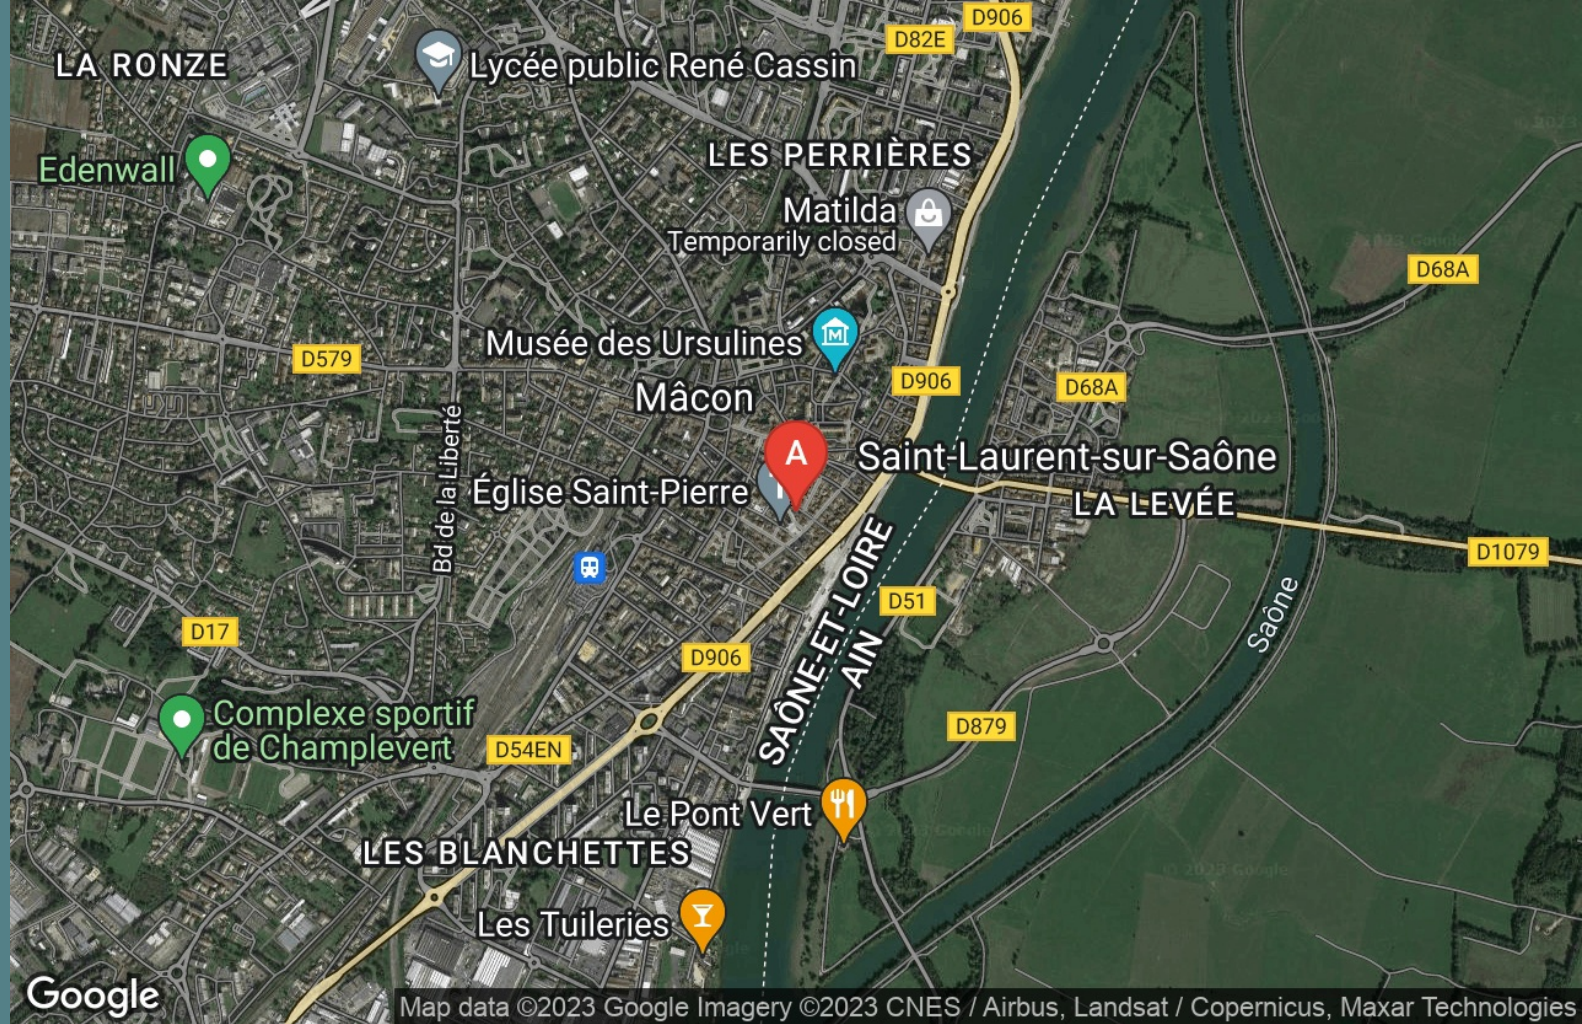 D906
D82E
LA RONZE
Lycée public René Cassin
LES PERRIÈRES
Edenwall
Matilda
Temporarily closed
D68A
Musée des Ursulines
D579
D906
D68A
Mâcon
A
Bd de la Liberté
Saint-Laurent-sur-Saône
Église Saint-Pierre
LA LEVÉE
D1079
SAÔNE-ET-LOIRE
AIN
D51
Saône
D17
D906
Complexe sportif
de Champlevert
D879
D54EN
Le Pont Vert
LES BLANCHETTES
Les Tuileries
Google
Map data ©2023 Google Imagery ©2023 CNES / Airbus, Landsat / Copernicus, Maxar Technologies